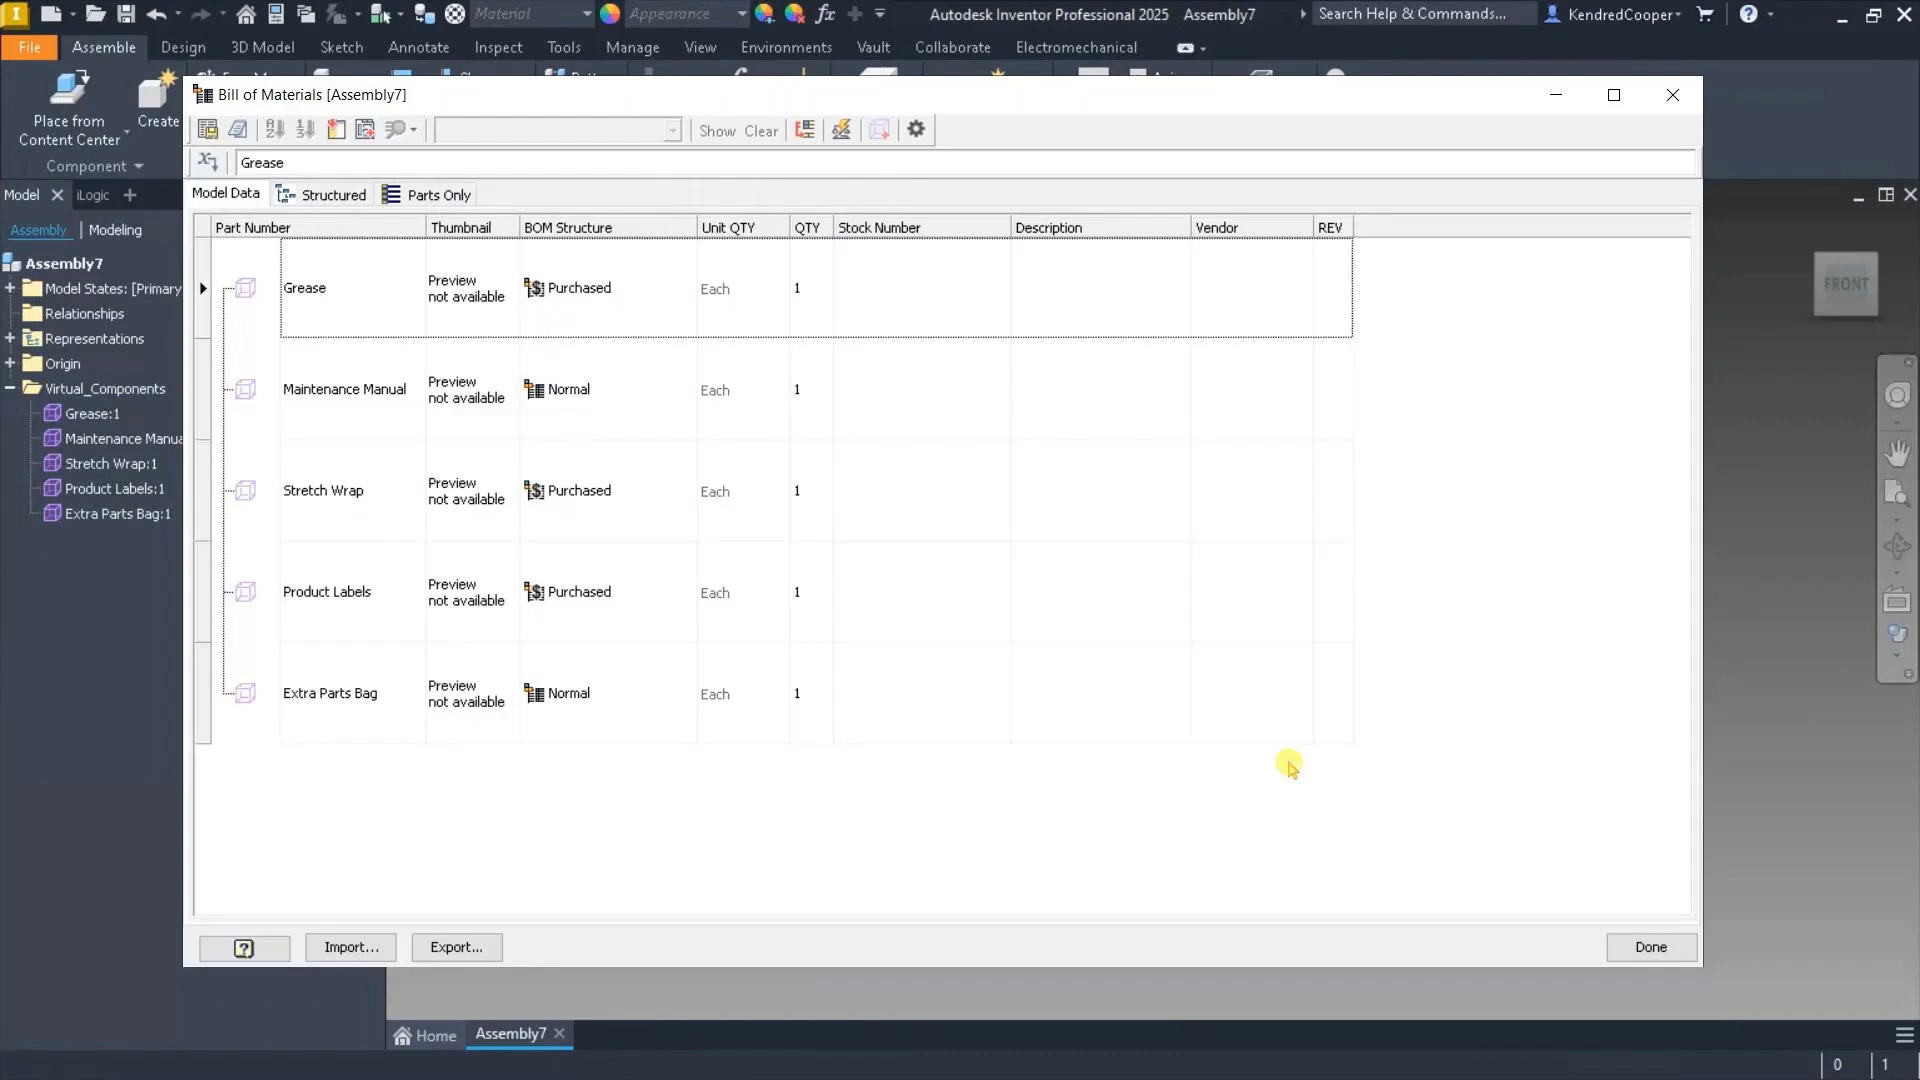 Material
Appearance
fx
Autodesk Inventor Professional 2025 Assembly7
Search Help & Commands...
KendredCooper
File
Assemble
Design
3D Model
Sketch
Annotate
Inspect
Tools
Manage
View
Environments
Vault
Collaborate
Electromechanical
Place from
Content Center
Create
Component
Bill of Materials [Assembly7]
Show Clear
Grease
Model Data
Structured
Parts Only
Model
iLogic
Assembly
Modeling
Assembly7
Model States: [Primary
Relationships
Representations
Origin
Virtual_Components
Grease:1
Maintenance Manua
Stretch Wrap:1
Product Labels:1
Extra Parts Bag:1
Part Number Thumbnail BOM Structure Unit QTY QTY Stock Number Description Vendor REV
Grease Preview not available Purchased Each 1
Maintenance Manual Preview not available Normal Each 1
Stretch Wrap Preview not available Purchased Each 1
Product Labels Preview not available Purchased Each 1
Extra Parts Bag Preview not available Normal Each 1
FRONT
Import...
Export...
Done
Home
Assembly7
0 1